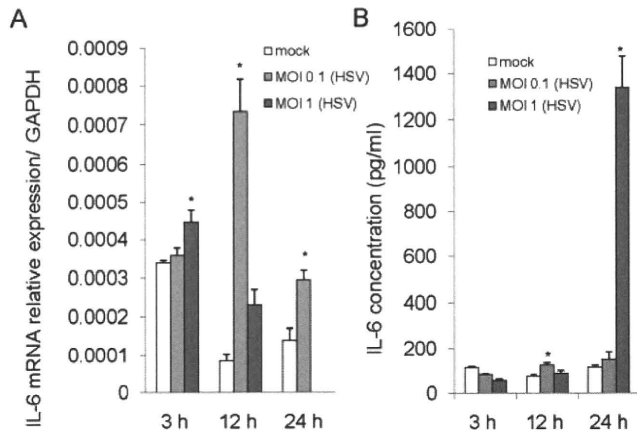 A
IL-6 mRNA relative expression/ GAPDH
0.0009
0.0008
0.0007
0.0006
0.0005
0.0004
0.0003
0.0002
0.0001
0
mock
MOI 0 1 (HSV)
MOI 1 (HSV)
*
*
*
3 h 12 h 24 h
B
IL-6 concentration (pg/ml)
1600
1400
1200
1000
800
600
400
200
0
mock
MOI 0.1 (HSV)
MOI 1 (HSV)
*
*
3 h 12 h 24 h